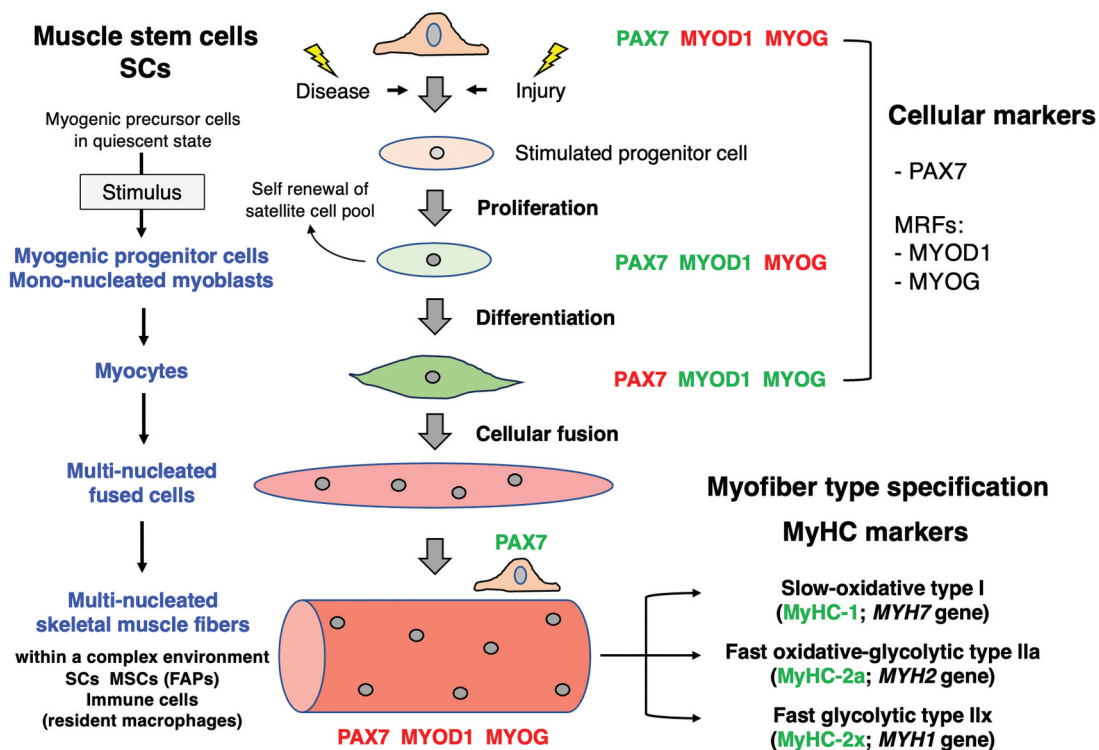 Muscle stem cells
SCs
PAX7 MYOD1 MYOG
Disease
Injury
Cellular markers
Myogenic precursor cells
in quiescent state
Stimulated progenitor cell
- PAX7
Stimulus
Self renewal of
satellite cell pool
Proliferation
MRFs:
- MYOD1
- MYOG
Myogenic progenitor cells
Mono-nucleated myoblasts
PAX7 MYOD1 MYOG
Differentiation
Myocytes
PAX7 MYOD1 MYOG
Cellular fusion
Multi-nucleated
fused cells
Myofiber type specification
MyHC markers
PAX7
Multi-nucleated
skeletal muscle fibers
within a complex environment
SCs MSCs (FAPs)
Immune cells
(resident macrophages)
Slow-oxidative type I
(MyHC-1; MYH7 gene)
Fast oxidative-glycolytic type IIa
(MyHC-2a; MYH2 gene)
Fast glycolytic type IIx
(MyHC-2x; MYH1 gene)
PAX7 MYOD1 MYOG